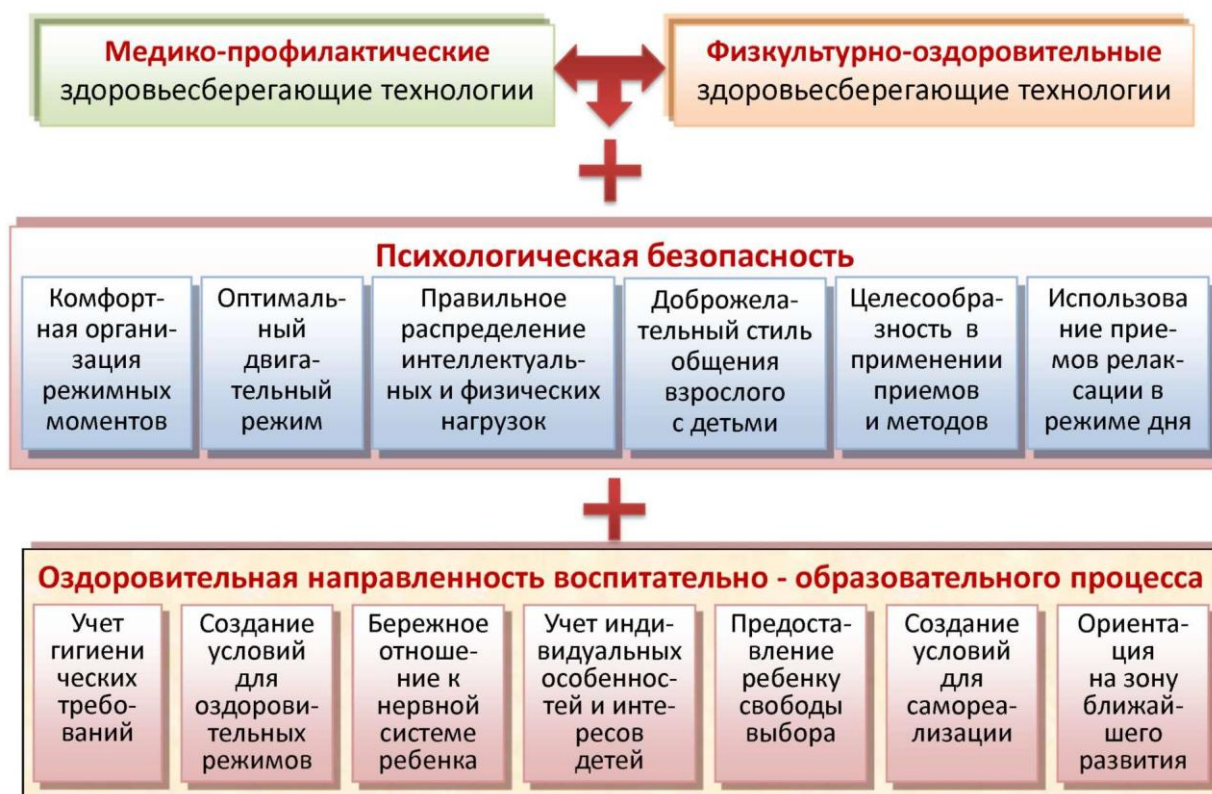 Медико-профилактические
здоровьесберегающие технологии
Физкультурно-оздоровительные
здоровьесберегающие технологии
Психологическая безопасность
Комфорт-
ная органи-
зация
режимных
моментов
Оптималь-
ный
двига-
тельный
режим
Правильное
распределение
интеллектуаль-
ных и физических
нагрузок
Доброжела-
тельный стиль
общения
взрослого
с детьми
Целесообра-
зность в
применении
приемов
и методов
Использова
ние прие-
мов релак-
сации в
режиме дня
Оздоровительная направленность воспитательно - образовательного процесса
Учет
гигиени
ческих
требо-
ваний
Создание
условий
для
оздорови-
тельных
режимов
Бережное
отноше-
ние к
нервной
системе
ребенка
Учет инди-
видуальных
особеннос-
тей и инте-
ресов
детей
Предоста-
вление
ребенку
свободы
выбора
Создание
условий
для
самореа-
лизации
Ориента-
ция
на зону
ближай-
шего
развития